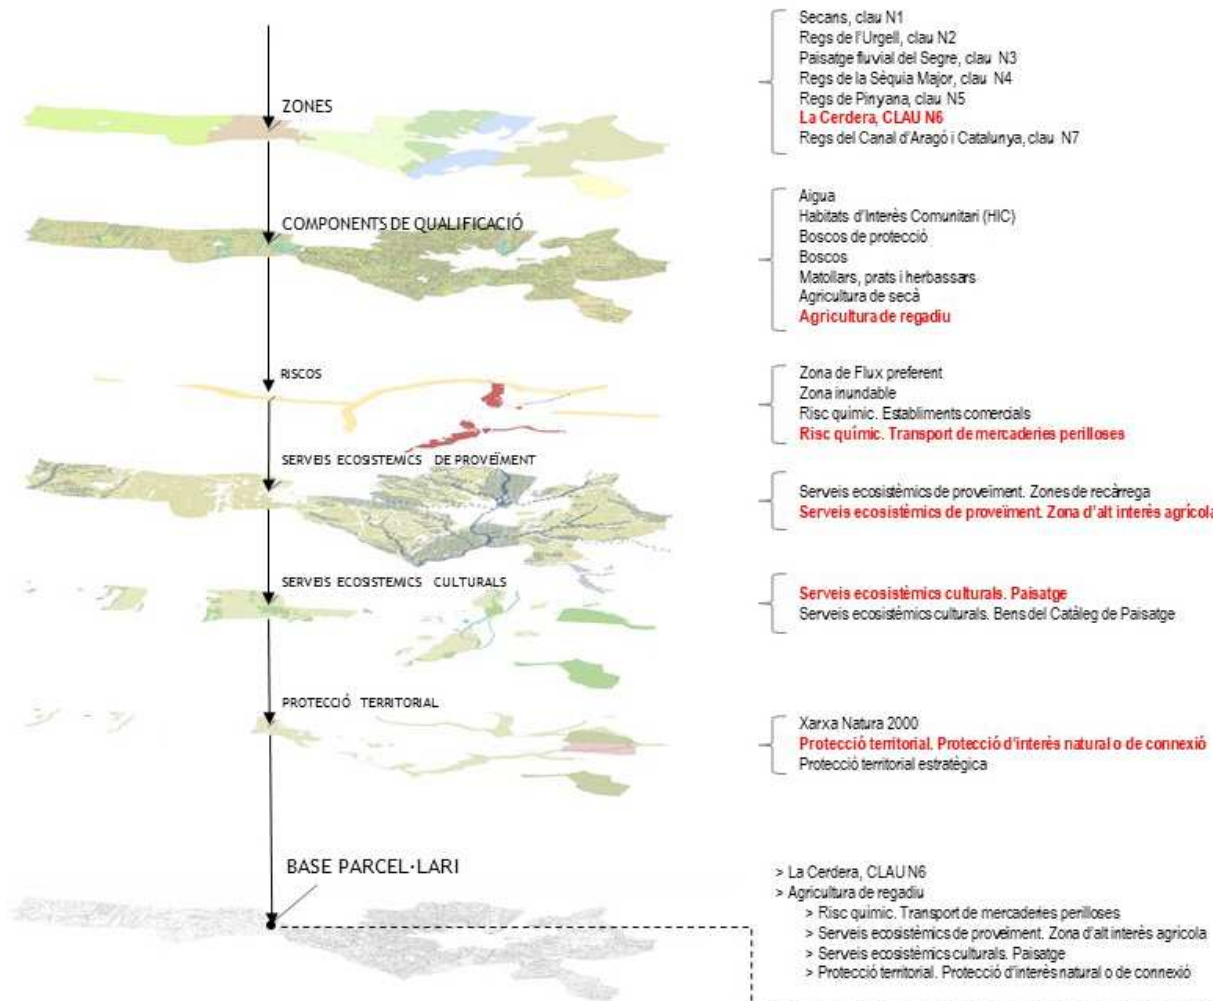 Secans, clau N1
Regs de l'Urgell, clau N2
Paisatge fluvial del Segre, clau N3
Regs de la Sèquia Major, clau N4
Regs de Pinyana, clau N5
La Cerdera, CLAU N6
Regs del Canal d'Aragó i Catalunya, clau N7
ZONES
COMPONENTS DE QUALIFICACIÓ
Aigua
Habitats d'Interès Comunitari (HIC)
Boscos de protecció
Boscos
Matollars, prats i herbassars
Agricultura de secà
Agricultura de regadiu
RISCOS
Zona de Flux preferent
Zona inundable
Risc químic. Establiments comercials
Risc químic. Transport de mercaderies perilloses
SERVEIS ECOSISTEMICS DE PROVEÏMENT
Serveis ecosistèmics de proveïment. Zones de recàrrega
Serveis ecosistèmics de proveïment. Zona d'alt interès agrícola
SERVEIS ECOSISTEMICS CULTURALS
Serveis ecosistèmics culturals. Paisatge
Serveis ecosistèmics culturals. Bens del Catàleg de Paisatge
PROTECCIÓ TERRITORIAL
Xarxa Natura 2000
Protecció territorial. Protecció d'interès natural o de connexió
Protecció territorial estratègica
BASE PARCEL·LARI
> La Cerdera, CLAU N6
> Agricultura de regadiu
> Risc químic. Transport de mercaderies perilloses
> Serveis ecosistèmics de proveïment. Zona d'alt interès agrícola
> Serveis ecosistèmics culturals. Paisatge
> Protecció territorial. Protecció d'interès natural o de connexió